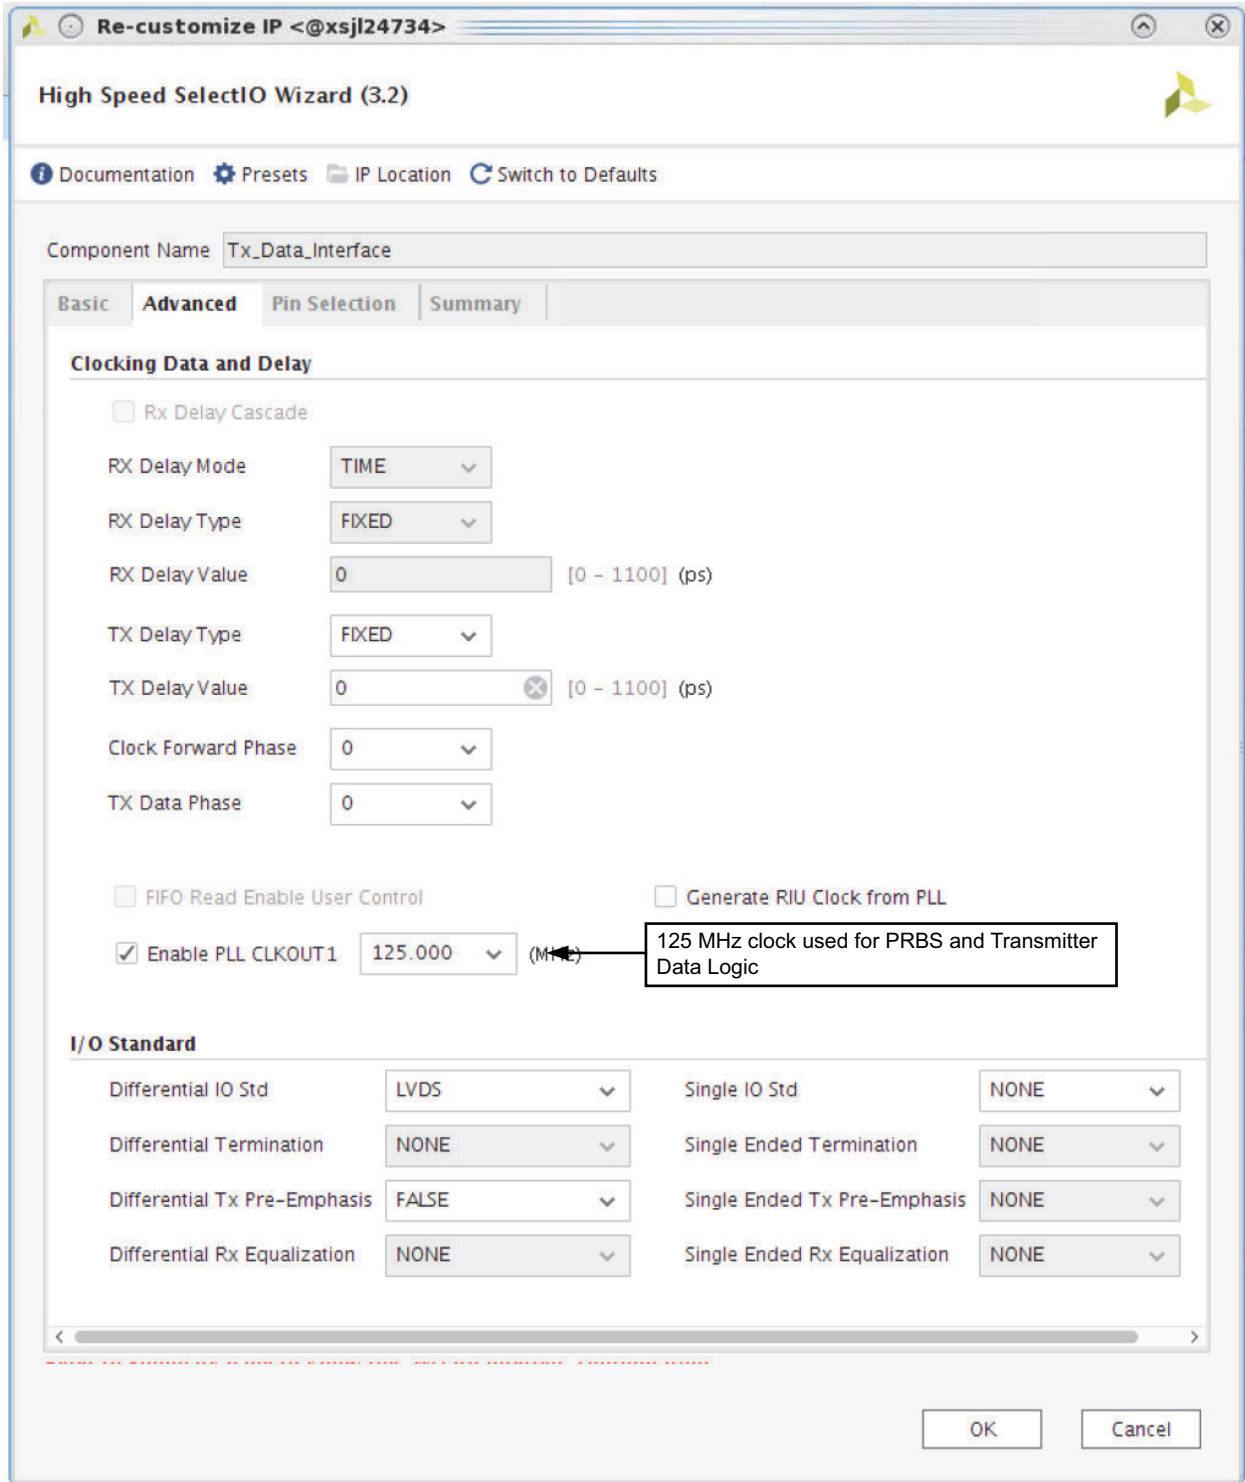 Re-customize IP <@xsjl24734>
High Speed SelectIO Wizard (3.2)
Documentation Presets IP Location Switch to Defaults
Component Name Tx_Data_Interface
Basic Advanced Pin Selection Summary
Clocking Data and Delay
Rx Delay Cascade
RX Delay Mode TIME
RX Delay Type FIXED
RX Delay Value 0 [0 - 1100] (ps)
TX Delay Type FIXED
TX Delay Value 0 [0 - 1100] (ps)
Clock Forward Phase 0
TX Data Phase 0
FIFO Read Enable User Control Generate RIU Clock from PLL
Enable PLL CLKOUT1 125.000 (MHz)
125 MHz clock used for PRBS and Transmitter
Data Logic
I/O Standard
Differential IO Std LVDS Single IO Std NONE
Differential Termination NONE Single Ended Termination NONE
Differential Tx Pre-Emphasis FALSE Single Ended Tx Pre-Emphasis NONE
Differential Rx Equalization NONE Single Ended Rx Equalization NONE
OK Cancel